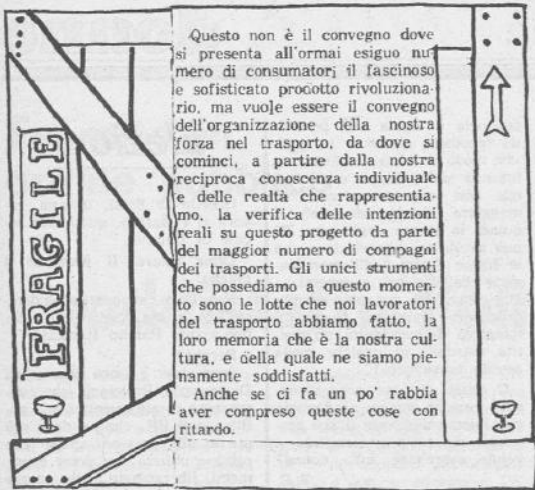 FRAGILE
Questo non è il convegno dove
si presenta all'ormai esiguo nu-
mero di consumatori il fascinoso
e sofisticato procotto rivoluziona-
rio, ma vuole essere il convegno
dell'organizzazione della nostra
forza nel trasporto, da dove si
cominci, a partire dalla nostra
reciproca conoscenza individuale
e delle realtà che rappresentia-
mo, la verifica delle intenzioni
reali su questo progetto da parte
del maggior numero di compagni
dei trasporti. Gli unici strumenti
che possediamo a questo momen-
to sono le lotte che noi lavoratori
del trasporto abbiamo fatto, la
loro memoria che è la nostra cul-
tura, e della quale ne siamo pie-
namente soddisfatti.
Anche se ci fa un po' rabbia
aver compreso queste cose con
ritardo.